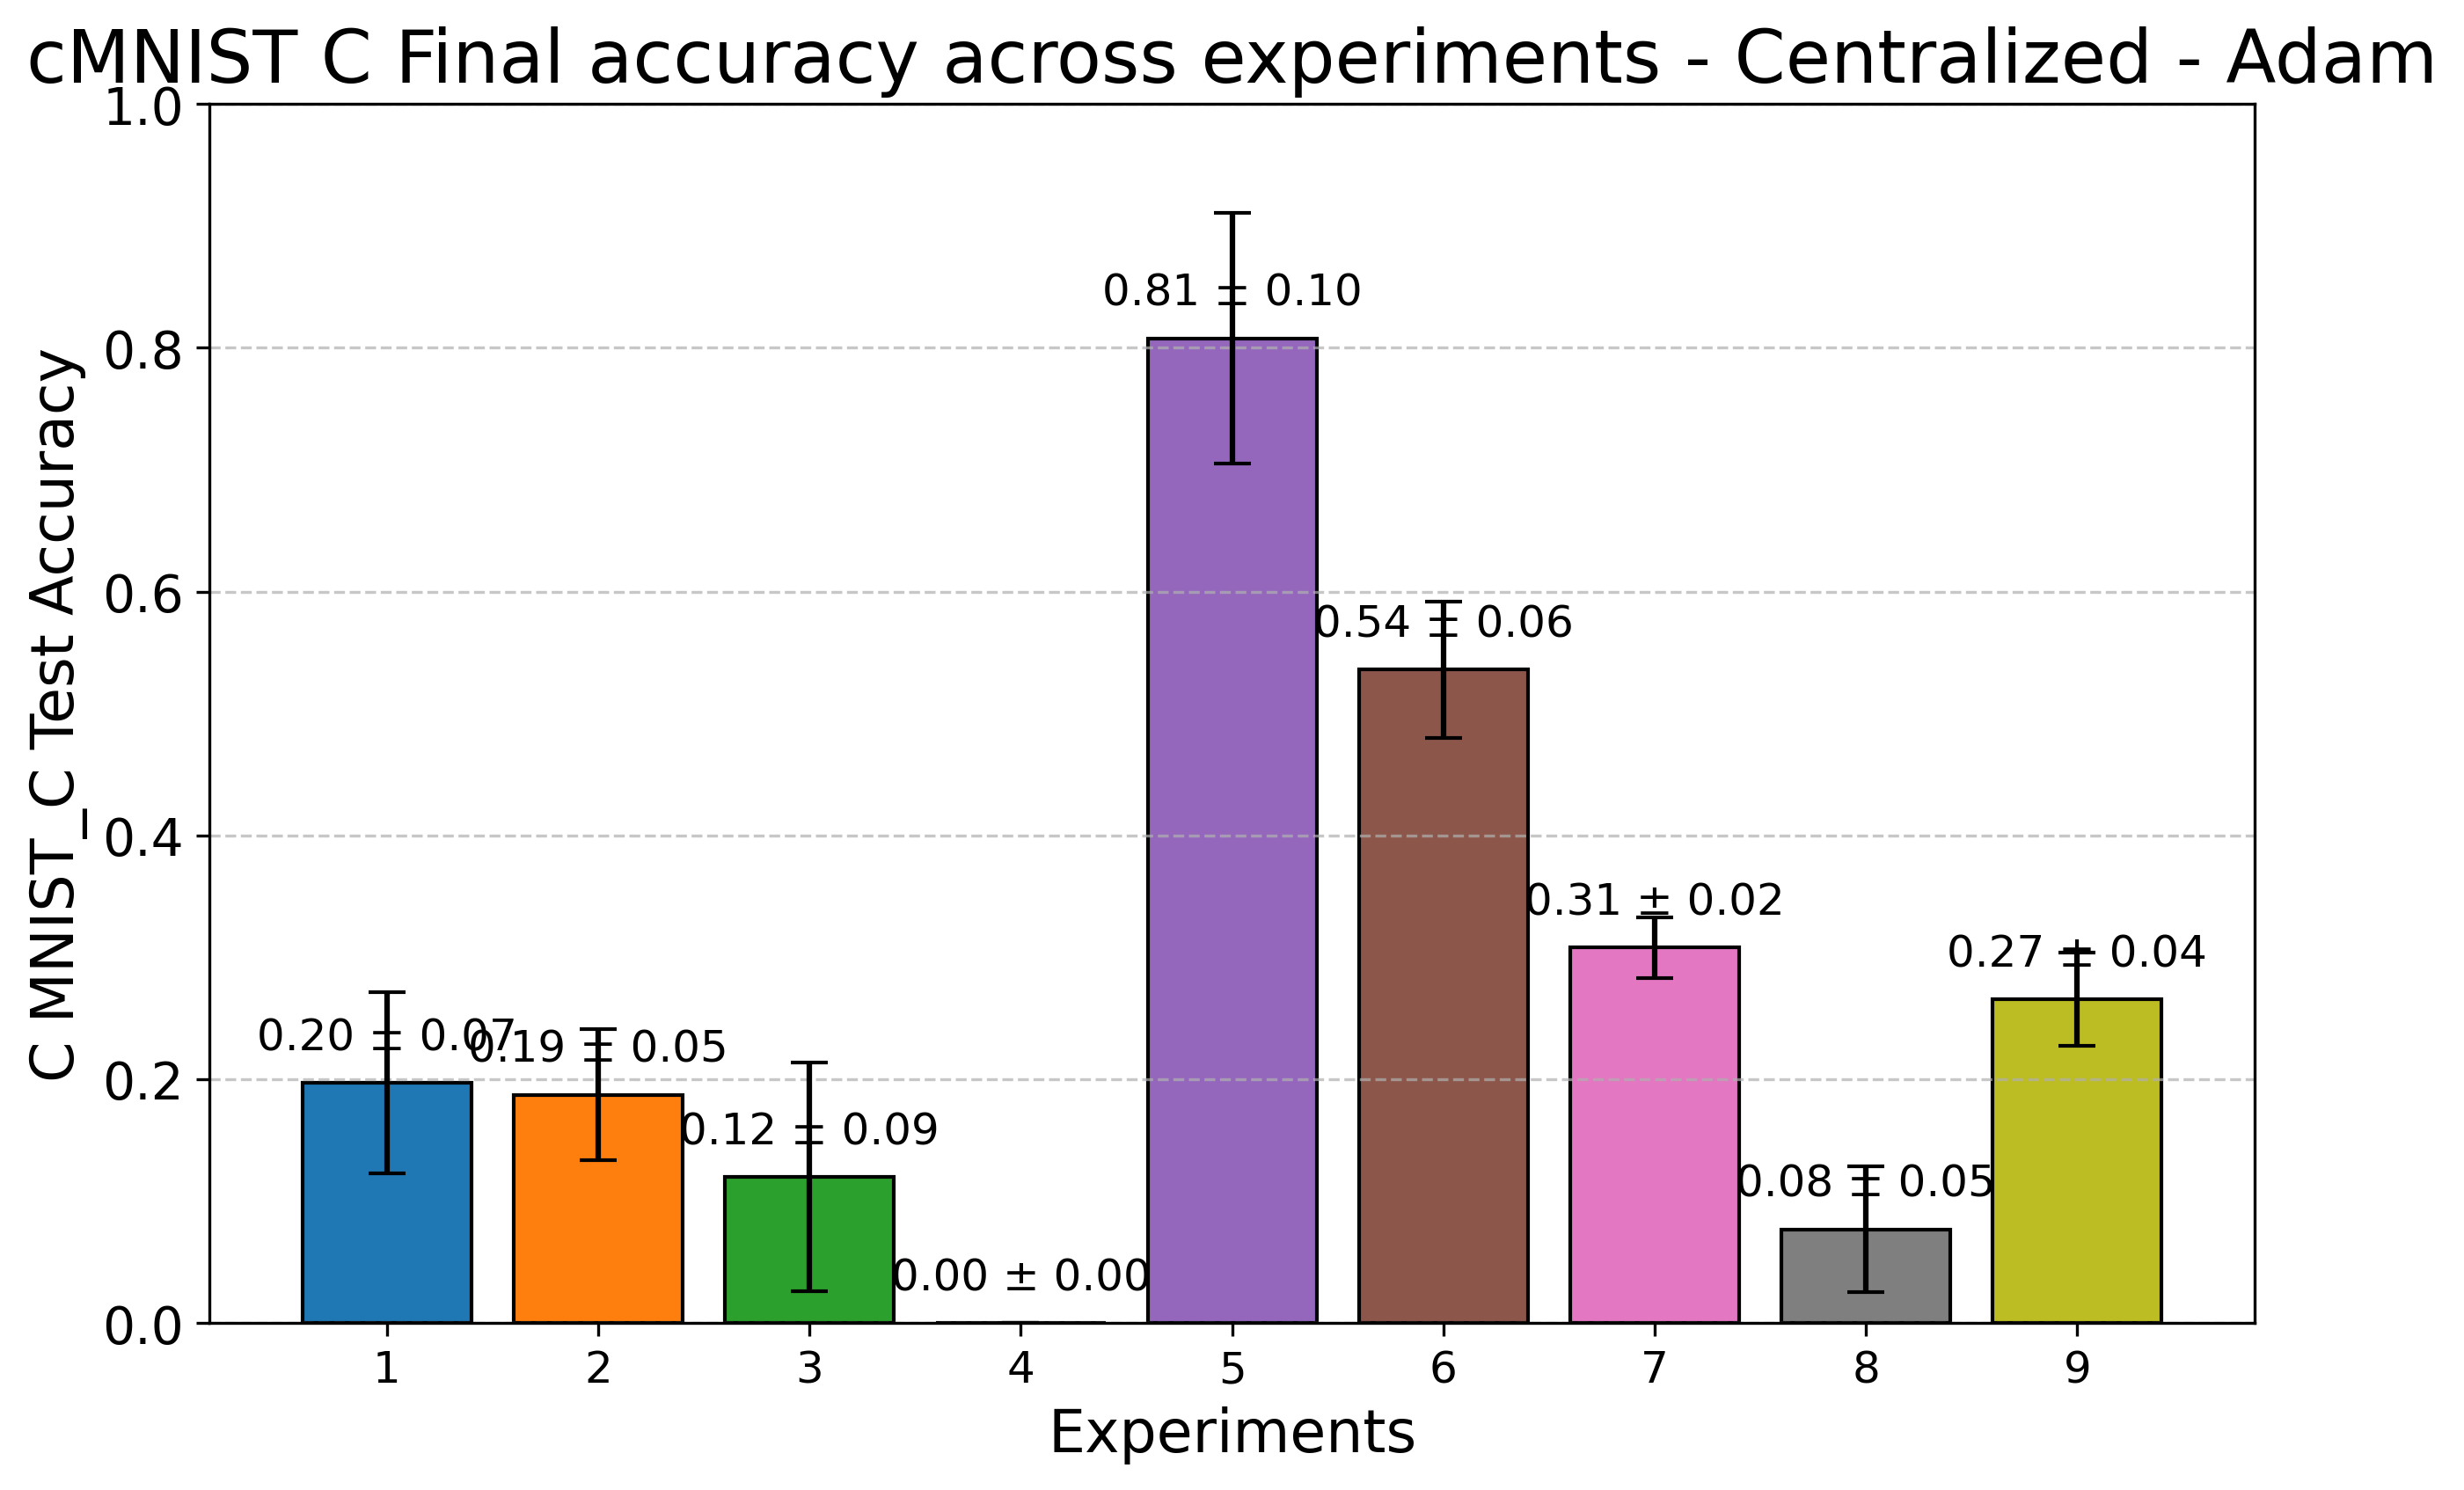 cMNIST C Final accuracy across experiments - Centralized - Adam
C MNIST_C Test Accuracy
1.0
0.8
0.6
0.4
0.2
0.0
0.20 ± 0.07
0.19 ± 0.05
0.12 ± 0.09
0.00 ± 0.00
0.81 ± 0.10
0.54 ± 0.06
0.31 ± 0.02
0.08 ± 0.05
0.27 ± 0.04
1 2 3 4 5 6 7 8 9
Experiments